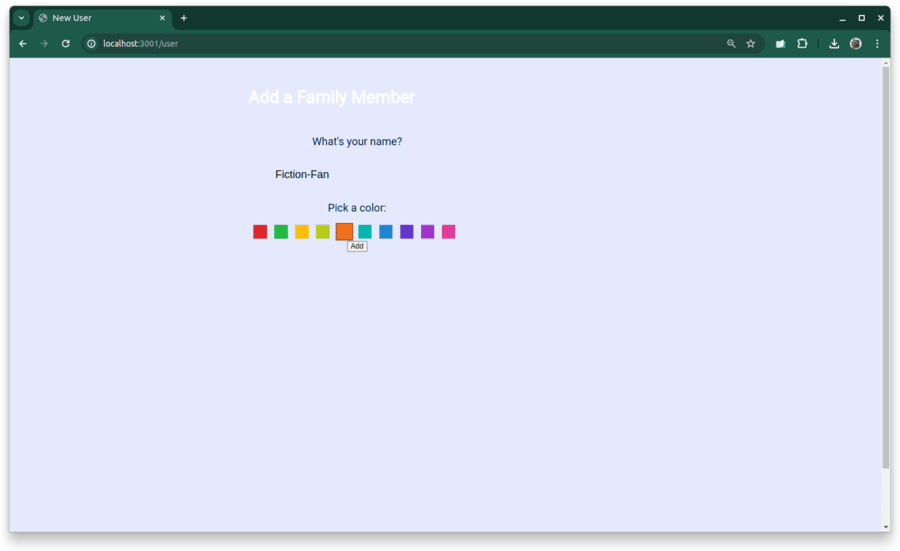 New User
localhost:3001/user
Add a Family Member
What's your name?
Fiction-Fan
Pick a color:
Add